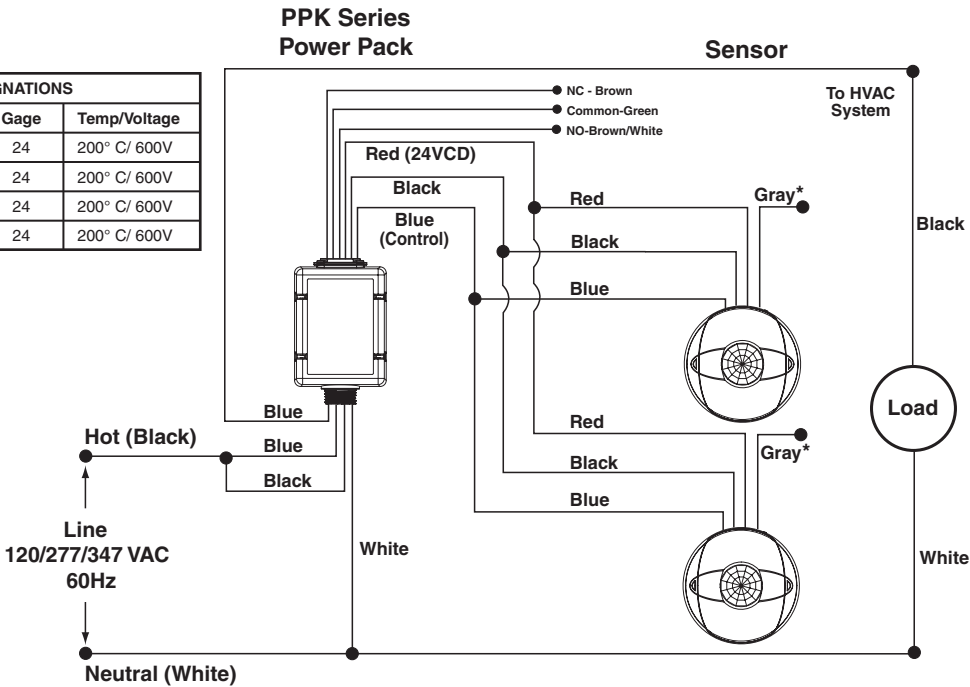 PPK Series
Power Pack
Sensor
GNATIONS
Gage Temp/Voltage
24 200° C/ 600V
24 200° C/ 600V
24 200° C/ 600V
24 200° C/ 600V
NC - Brown
Common-Green
NO-Brown/White
To HVAC
System
Red (24VCD)
Black
Blue
(Control)
Red
Gray*
Black
Blue
Black
Blue
Hot (Black)
Blue
Black
Red
Gray*
Black
Blue
Load
Line
120/277/347 VAC
60Hz
White
White
Neutral (White)